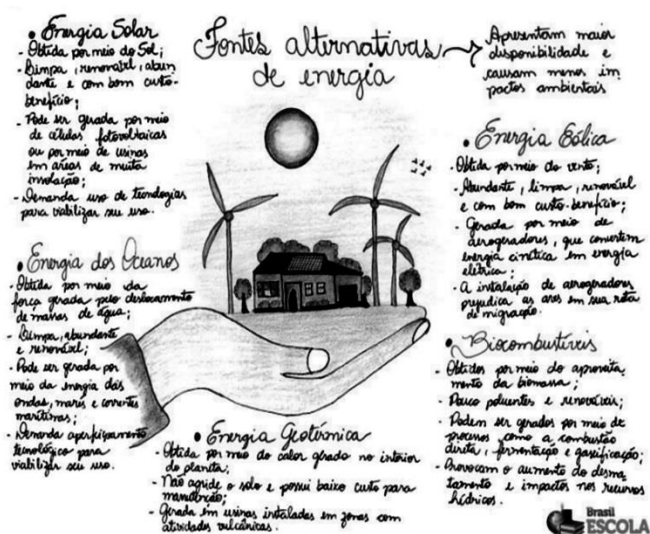 Fontes alternativas
de energia
Apresentam maior
disponibilidade e
causam menos im
pactos ambientais
• Energia Solar
- Obtida por meio do Sol;
- Limpa, renovável, abun
dante e com bom custo-
benefício;
- Pode ser gerada por meio
de células fotovoltaicas
ou por meio de usinas
em áreas de muita
insolação;
- Demanda uso de tecnologias
para viabilizar seu uso.
• Energia Eólica
- Obtida por meio do vento;
- Abundante, limpa, renovável
e com bom custo-benefício;
- Gerada por meio de
aerogeradores, que convertem
energia cinética em energia
elétrica;
- A instalação de aerogeradores
prejudica as aves em sua rota
de migração.
• Energia dos Oceanos
- Obtida por meio da
força gerada pelo deslocamento
de massas de água;
- Limpa, abundante
e renovável;
- Pode ser gerada por
meio da energia das
ondas, marés e correntes
marítimas;
- Demanda aperfeiçoamento
tecnológico para
viabilizar seu uso.
• Biocombustíveis
- Obtidos por meio do aproveita
mento da biomassa;
- Pouco poluentes e renováveis;
- Podem ser gerados por meio de
processos como a combustão
direta, fermentação e gaseificação;
- Provocam o aumento do desma
tamento e impactos nos recursos
hídricos.
• Energia Geotérmica
- Obtida por meio do calor gerado no interior
do planeta;
- Não agride o solo e possui baixo custo para
manutenção;
- Gerada em usinas instaladas em zonas com
atividades vulcânicas.
Brasil
ESCOLA